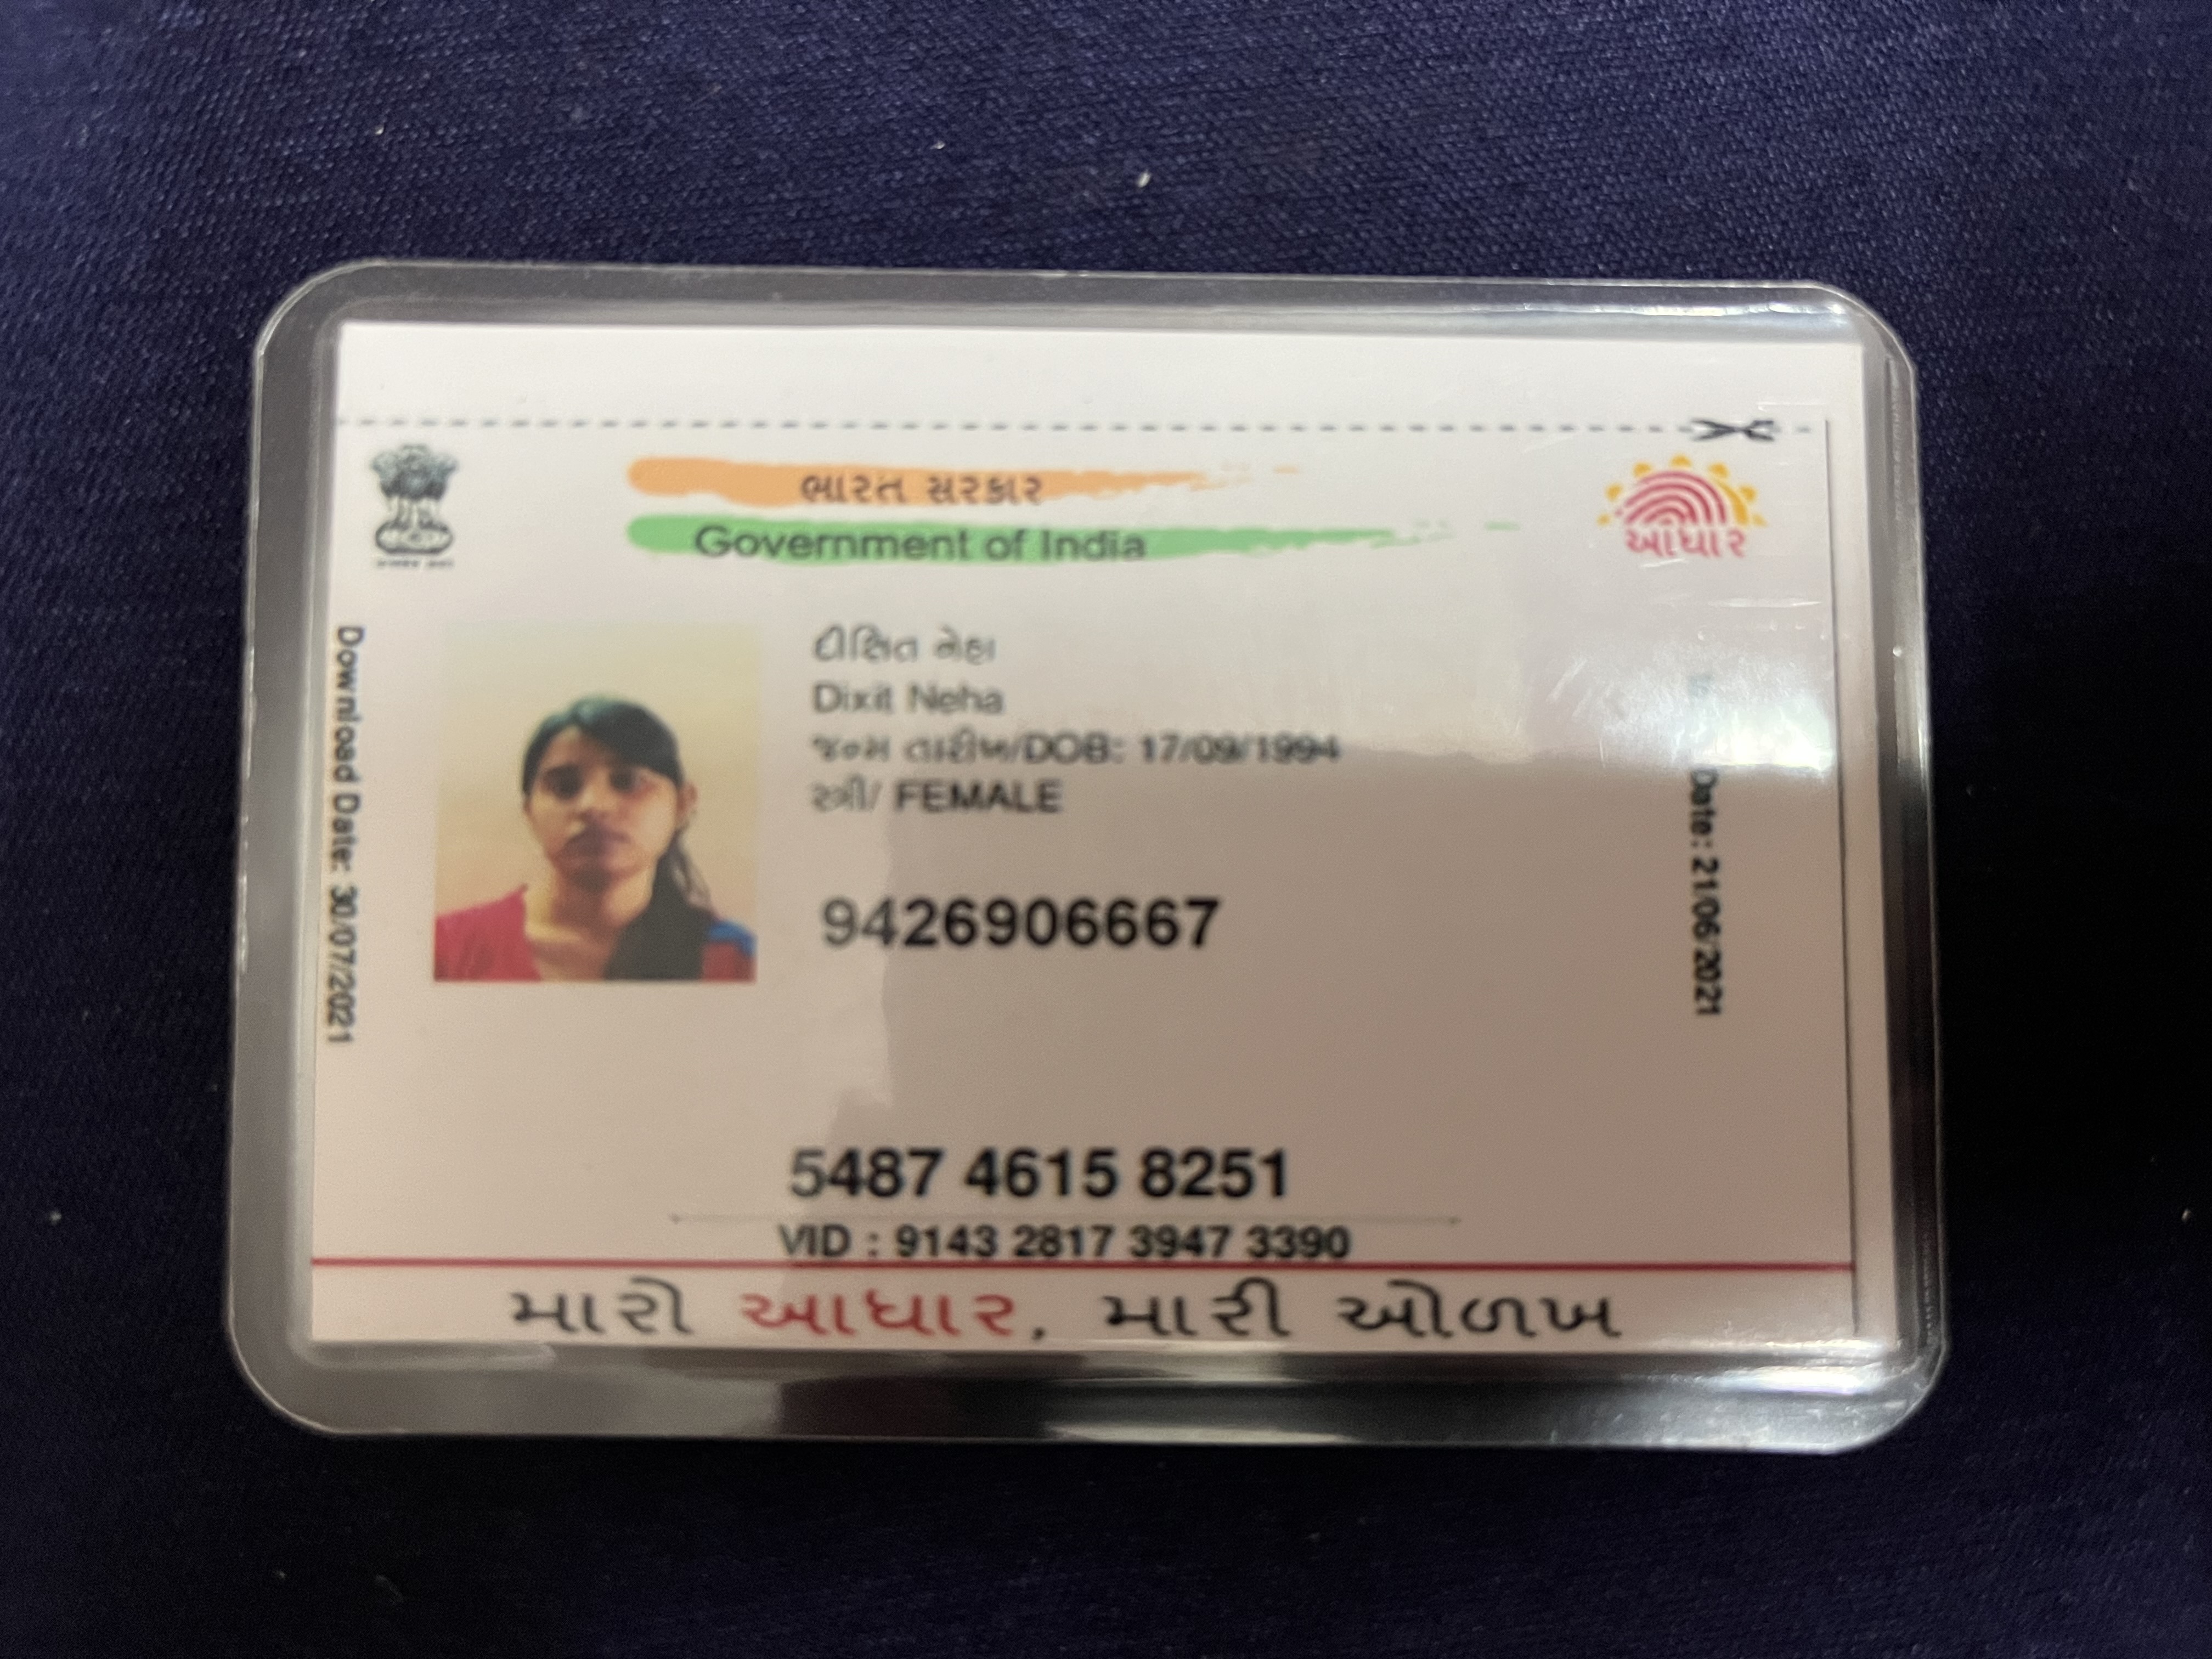 ભારત સરકાર
Government of India
આધાર
Download Date: 30/07/2021
દીક્ષિત નેહા
Dixit Neha
જન્મ તારીખ/DOB: 17/09/1994
સ્ત્રી/ FEMALE
9426906667
Date: 21/06/2021
5487 4615 8251
VID : 9143 2817 3947 3390
મારો આધાર, મારી ઓળખ